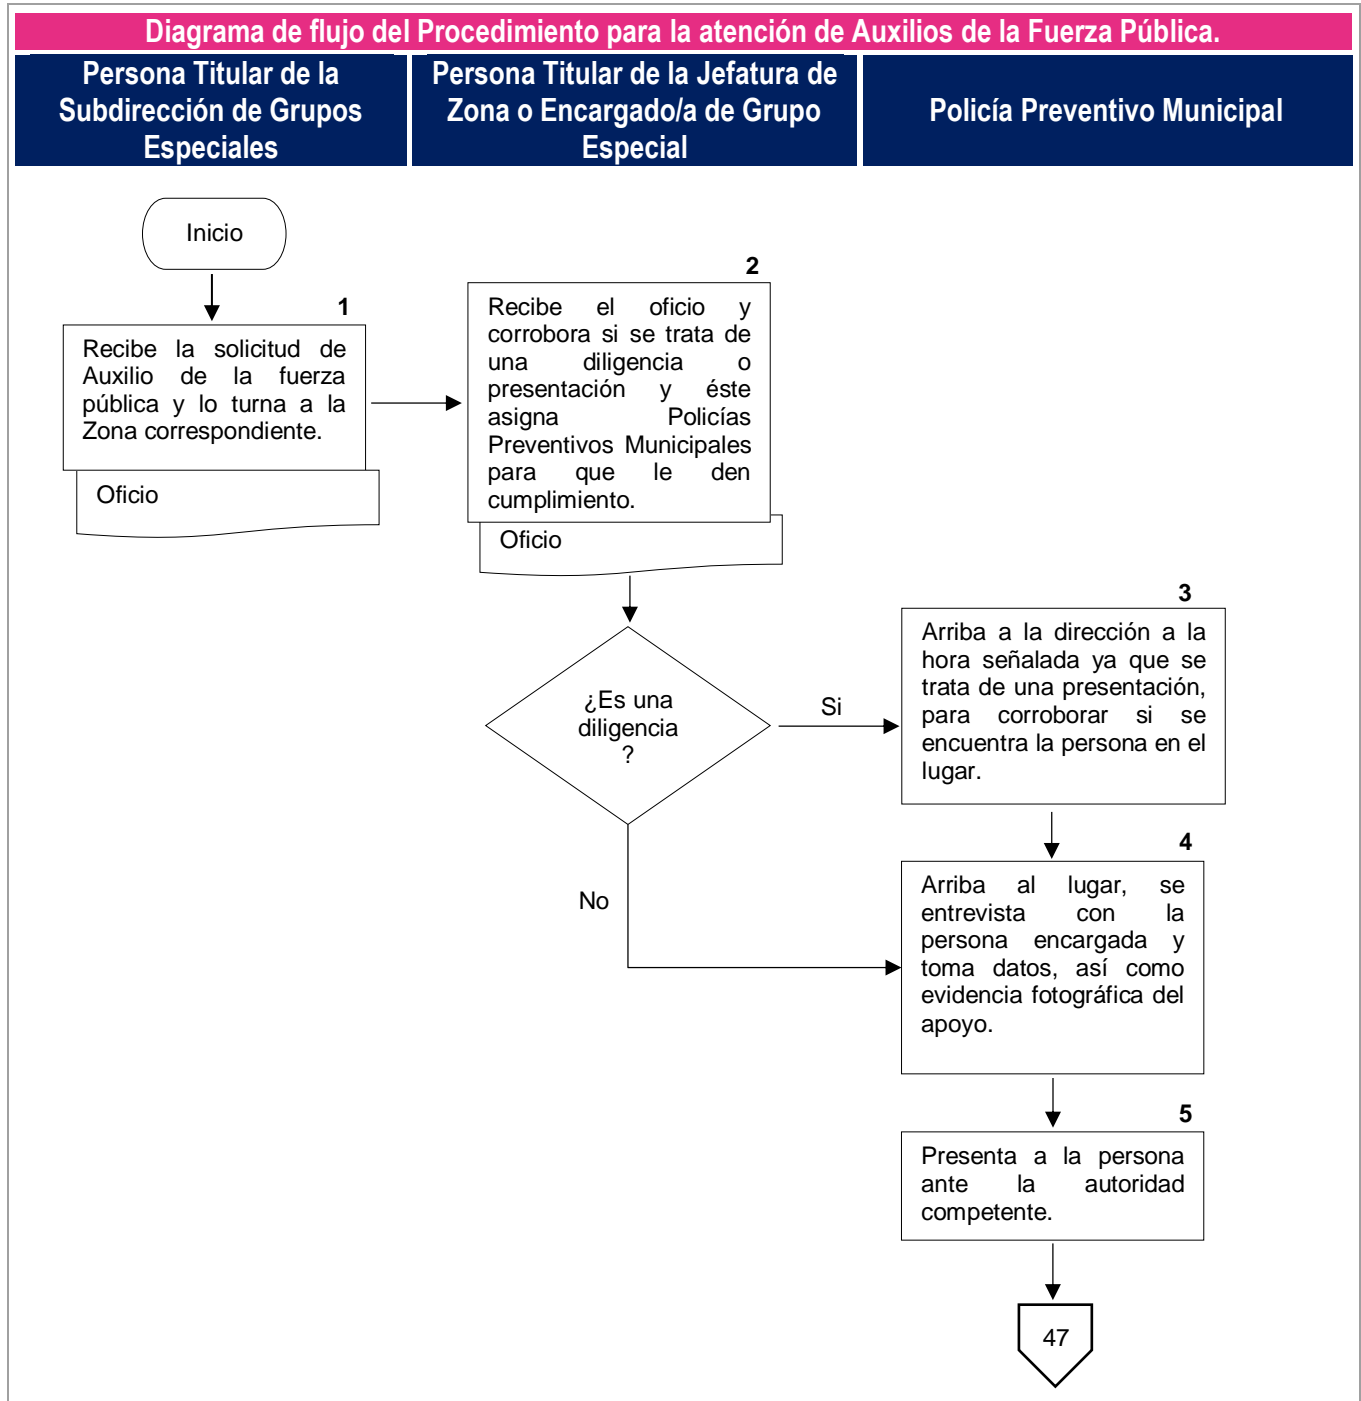 Diagrama de flujo del Procedimiento para la atención de Auxilios de la Fuerza Pública.
Persona Titular de la
Subdirección de Grupos
Especiales
Persona Titular de la Jefatura de
Zona o Encargado/a de Grupo
Especial
Policía Preventivo Municipal
Inicio
1
Recibe la solicitud de
Auxilio de la fuerza
pública y lo turna a la
Zona correspondiente.
Oficio
2
Recibe el oficio y
corrobora si se trata de
una diligencia o
presentación y éste
asigna Policías
Preventivos Municipales
para que le den
cumplimiento.
Oficio
¿Es una
diligencia
?
Si
No
3
Arriba a la dirección a la
hora señalada ya que se
trata de una presentación,
para corroborar si se
encuentra la persona en el
lugar.
4
Arriba al lugar, se
entrevista con la
persona encargada y
toma datos, así como
evidencia fotográfica del
apoyo.
5
Presenta a la persona
ante la autoridad
competente.
47